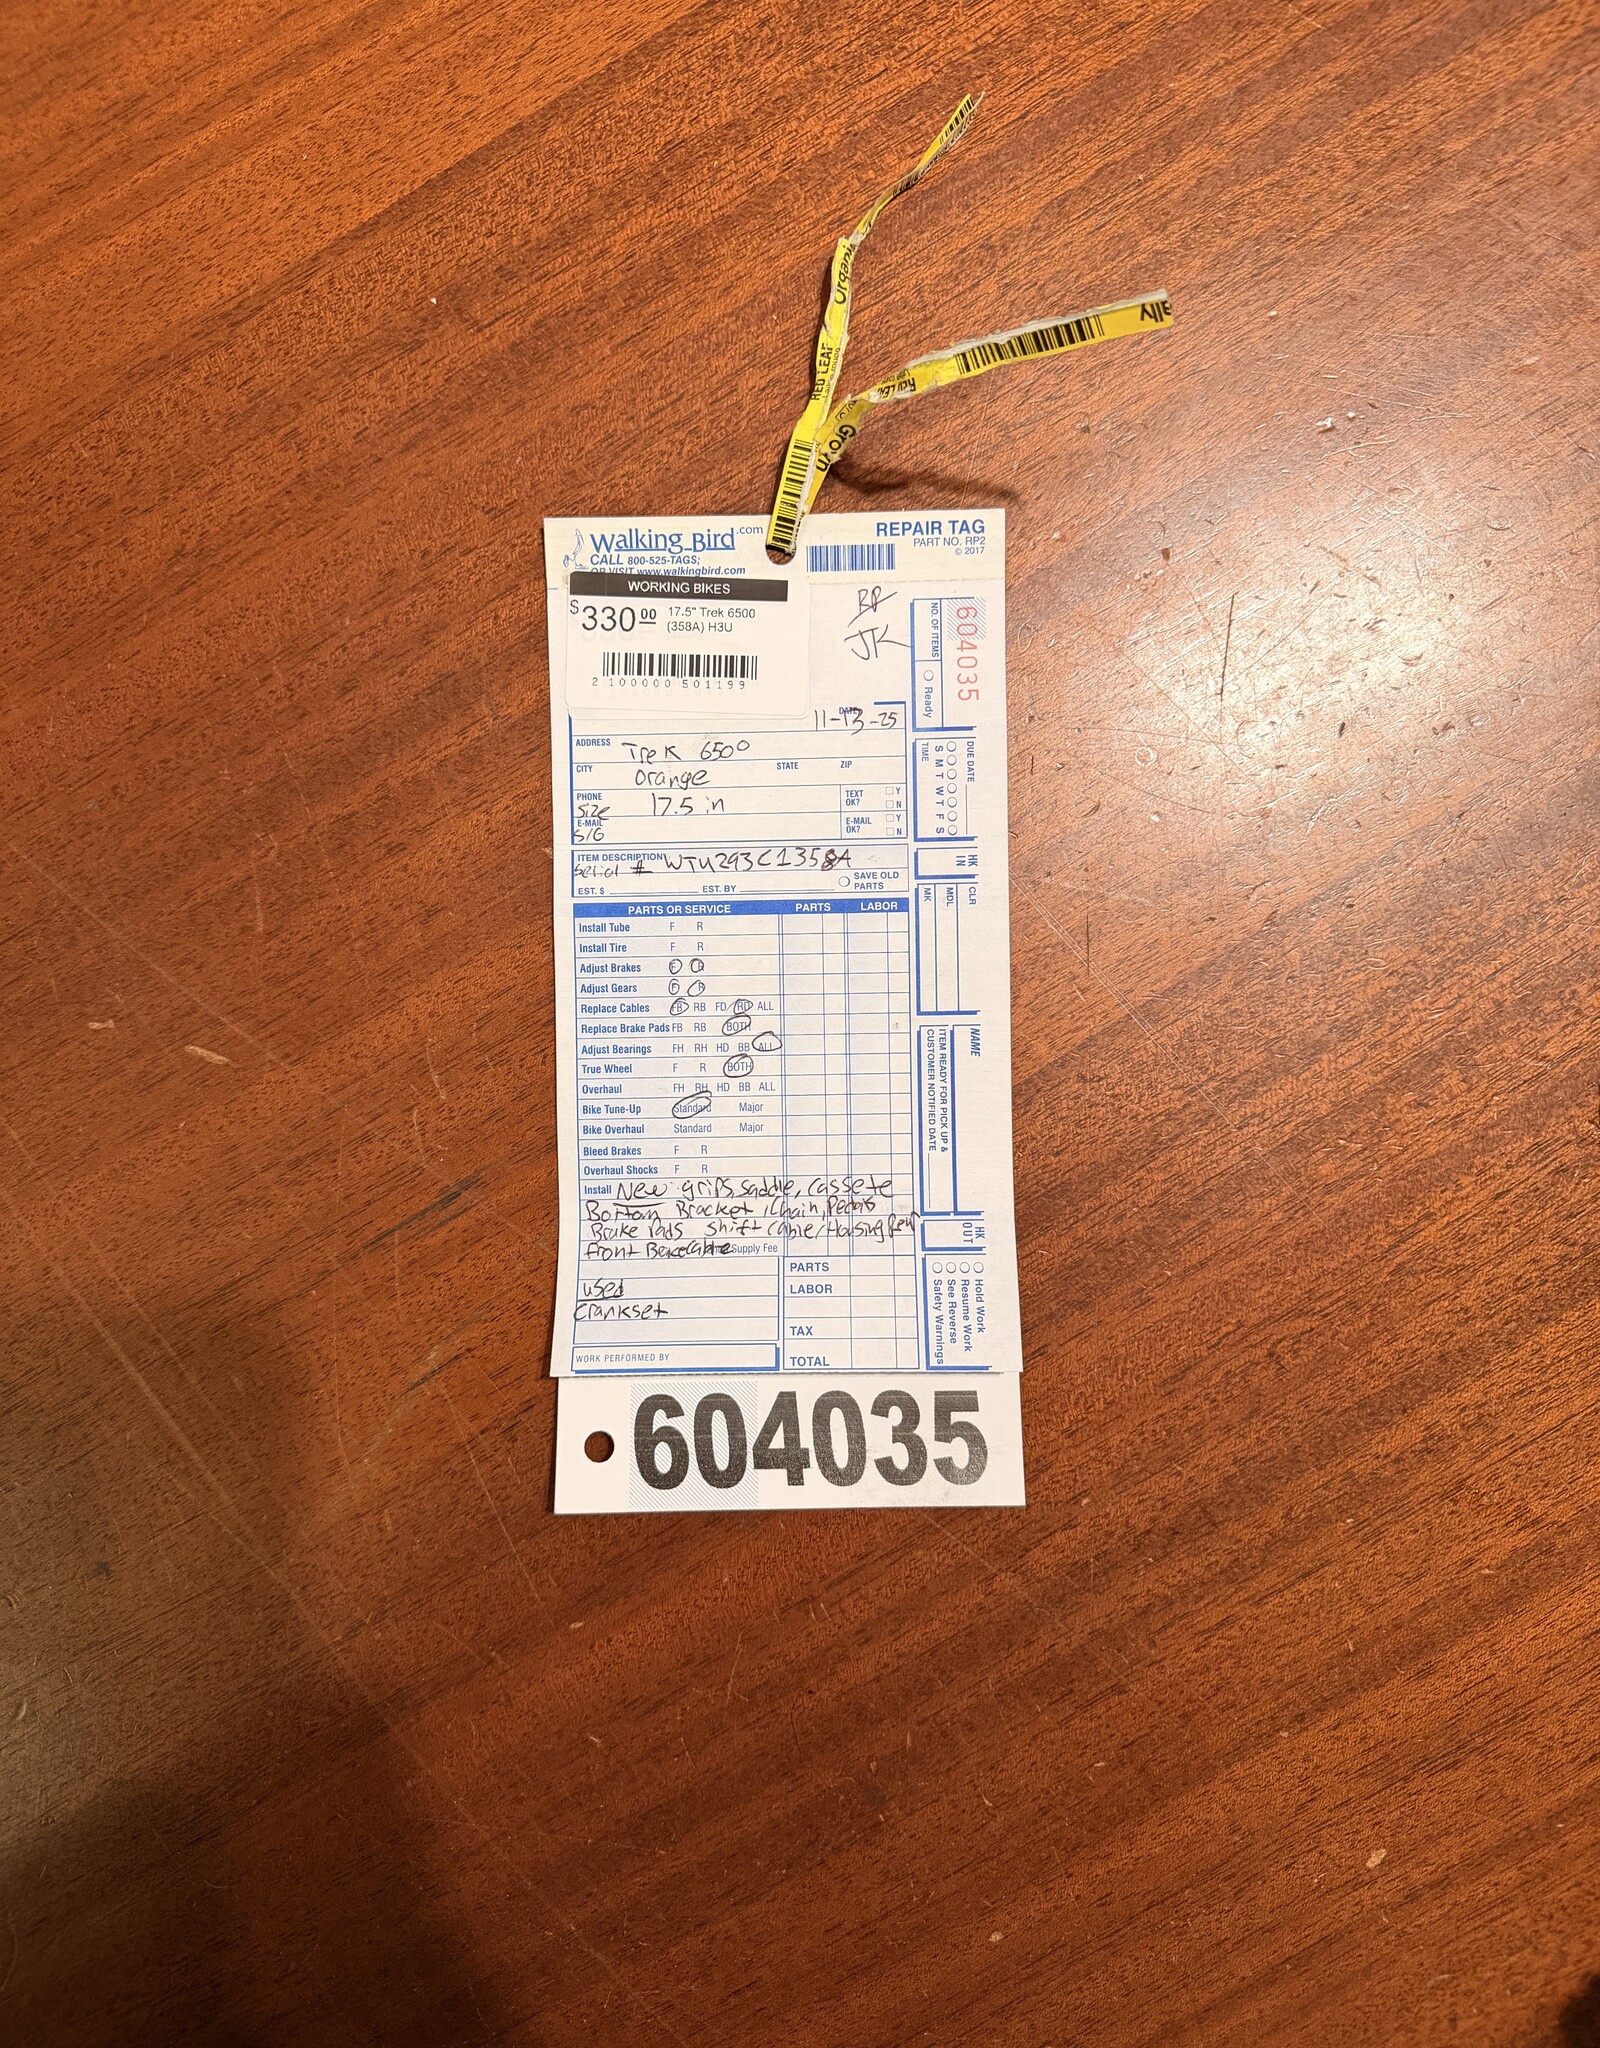 Organically
RED LEAF
Grown
RED LEAF
ally
Walking Bird.com
CALL 800-525-TAGS;
OR VISIT www.walkingbird.com
REPAIR TAG
PART NO. RP2
© 2017
WORKING BIKES
$330.00 17.5" Trek 6500
(358A) H3U
2 100000 501199
JK
604035
NO. OF ITEMS
Ready
DATE 11-13-25
ADDRESS Trek 6500
CITY Orange STATE ZIP
PHONE 17.5 in TEXT OK? Y N
Size
E-MAIL E-MAIL OK? Y N
S/G
DUE DATE
S M T W T F S
TIME
ITEM DESCRIPTION
Serial # WTU293C1358A
EST. $ EST. BY SAVE OLD PARTS
HK IN
CLR
MDL
MK
PARTS OR SERVICE PARTS LABOR
Install Tube F R
Install Tire F R
Adjust Brakes F R
Adjust Gears F R
Replace Cables FB RB FD RD ALL
Replace Brake Pads FB RB BOTH
Adjust Bearings FH RH HD BB ALL
True Wheel F R BOTH
Overhaul FH RH HD BB ALL
Bike Tune-Up Standard Major
Bike Overhaul Standard Major
Bleed Brakes F R
Overhaul Shocks F R
Install New grips, saddle, cassete
Bottom Bracket, Chain, Pedals
Brake Pads shift cable/Housing
front Supply Fee
used
Crankset
WORK PERFORMED BY
PARTS
LABOR
TAX
TOTAL
NAME
ITEM READY FOR PICK UP &
CUSTOMER NOTIFIED DATE
HK OUT
Hold Work
Resume Work
See Reverse
Safety Warnings
604035